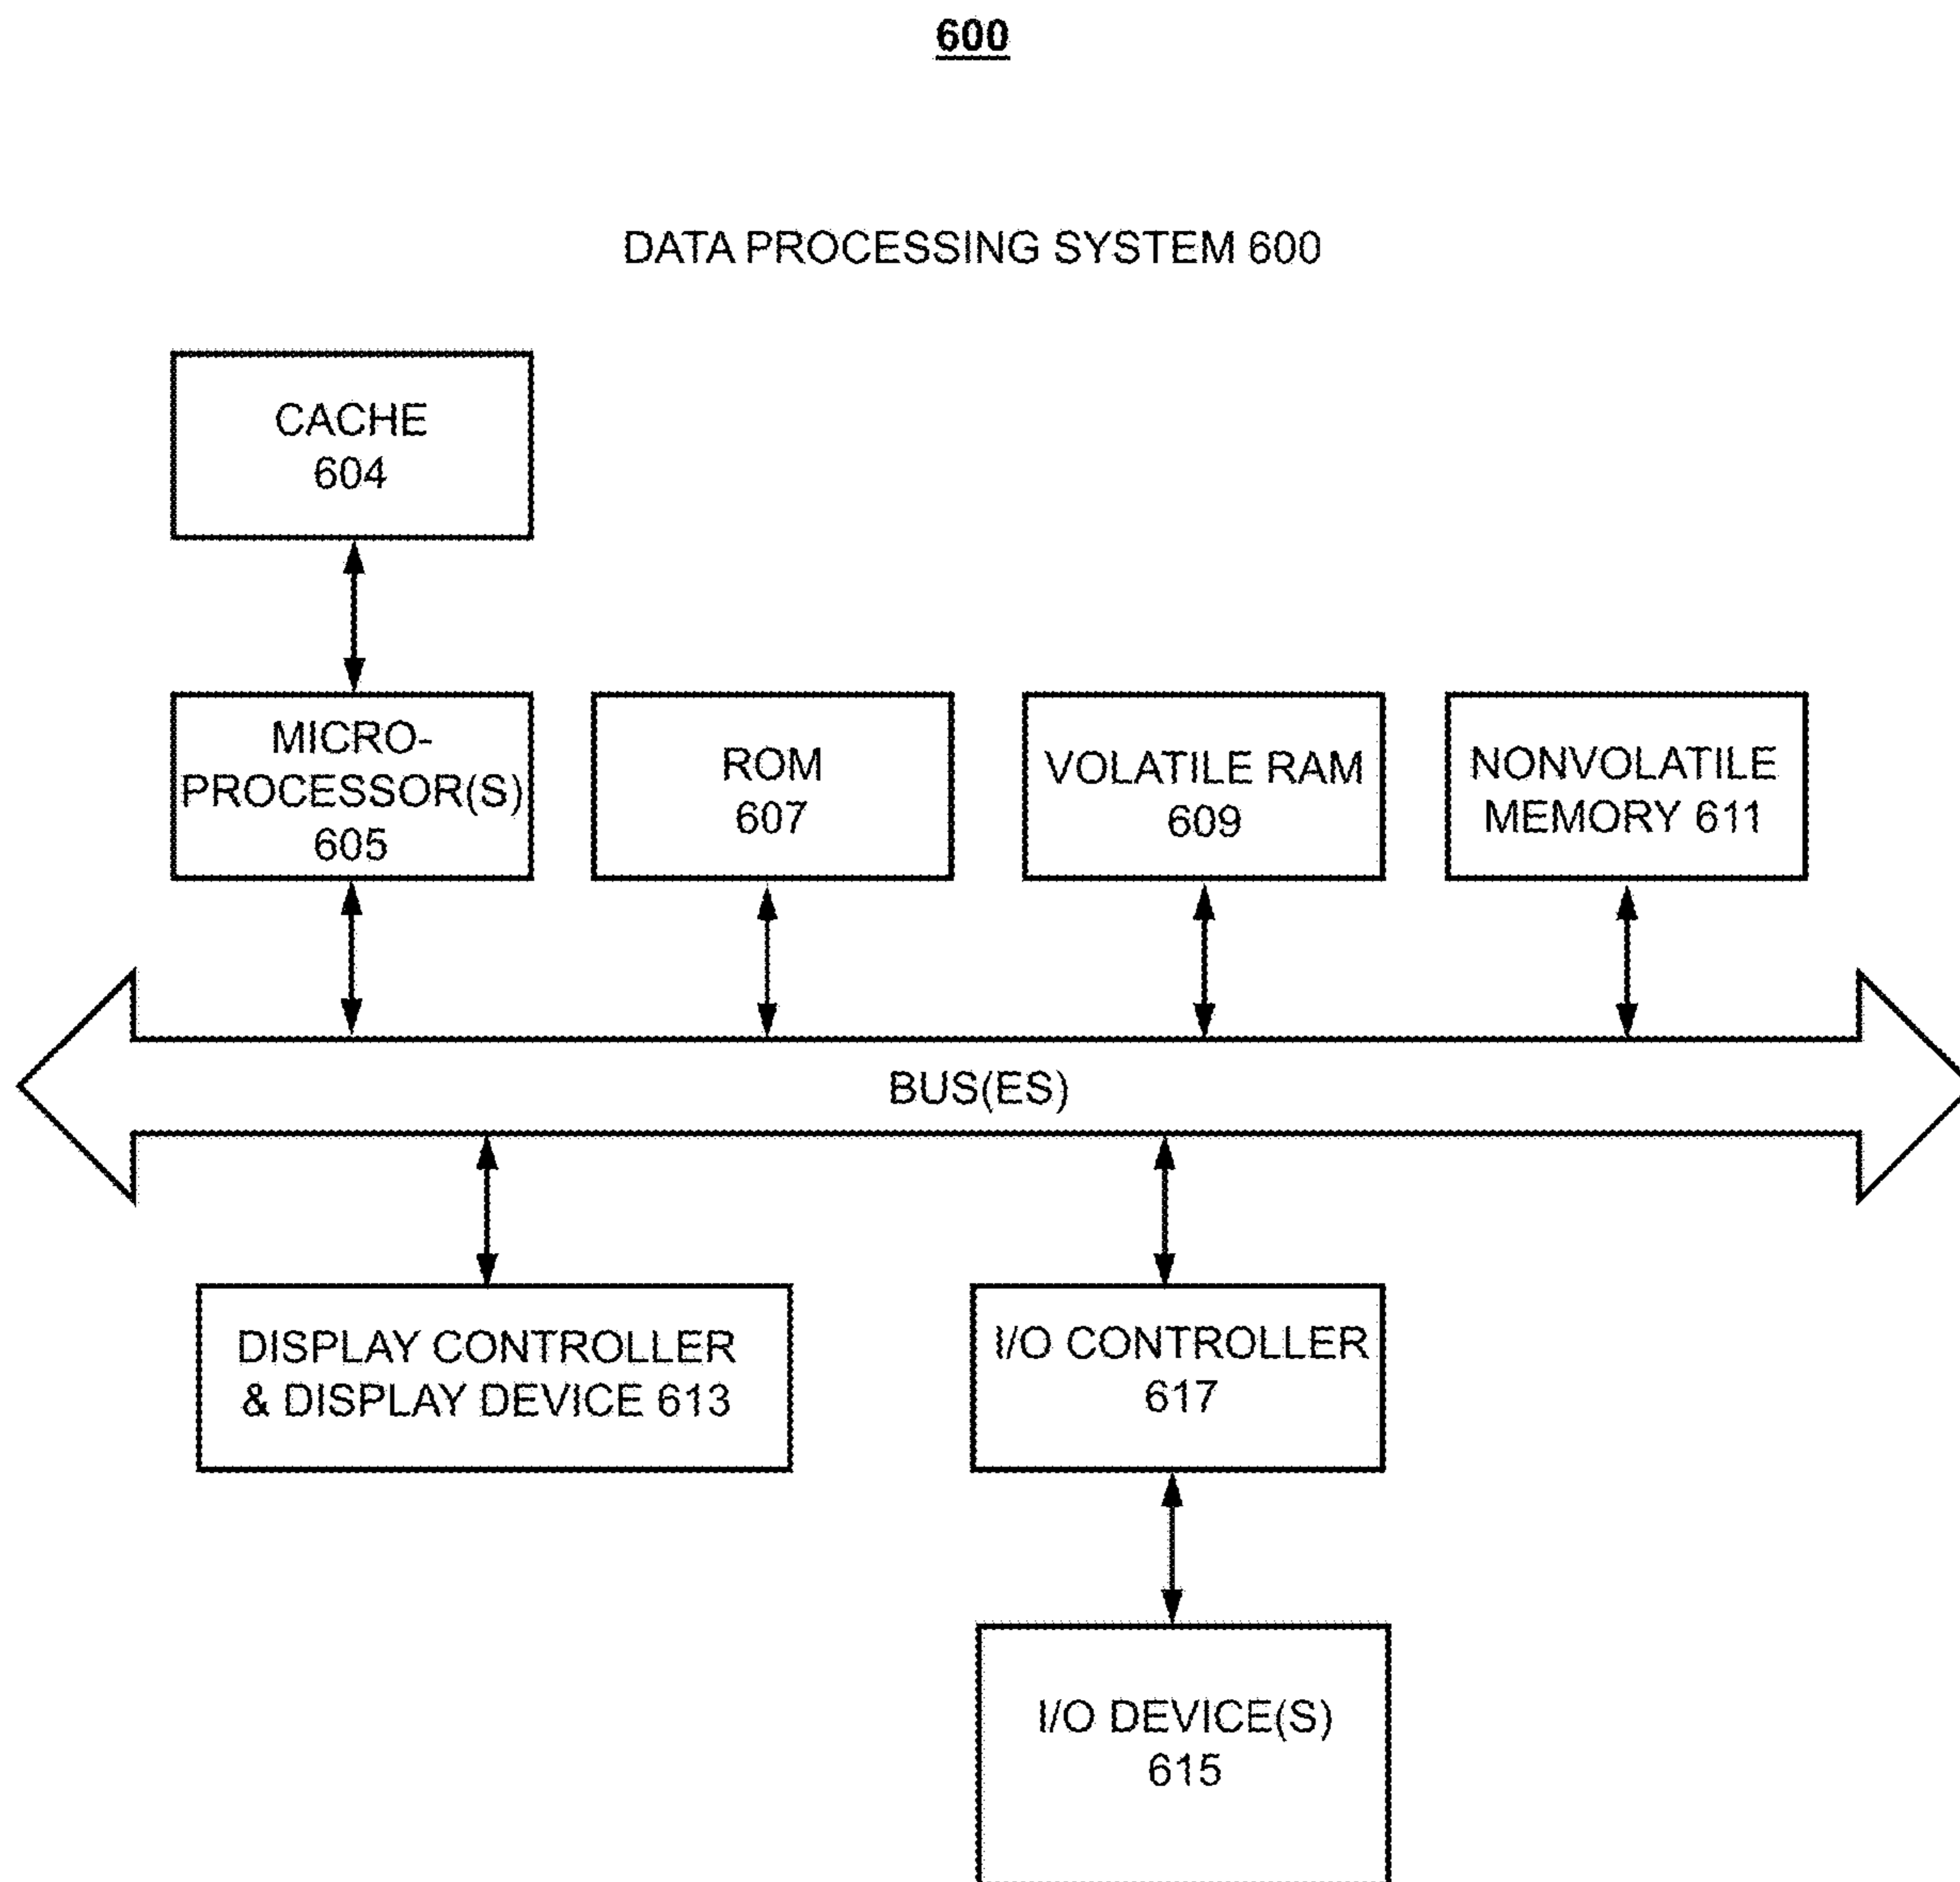 600
DATA PROCESSING SYSTEM 600
CACHE
604
MICRO-
PROCESSOR(S)
605
ROM
607
VOLATILE RAM
609
NONVOLATILE
MEMORY 611
BUS(ES)
DISPLAY CONTROLLER
& DISPLAY DEVICE 613
I/O CONTROLLER
617
I/O DEVICE(S)
615